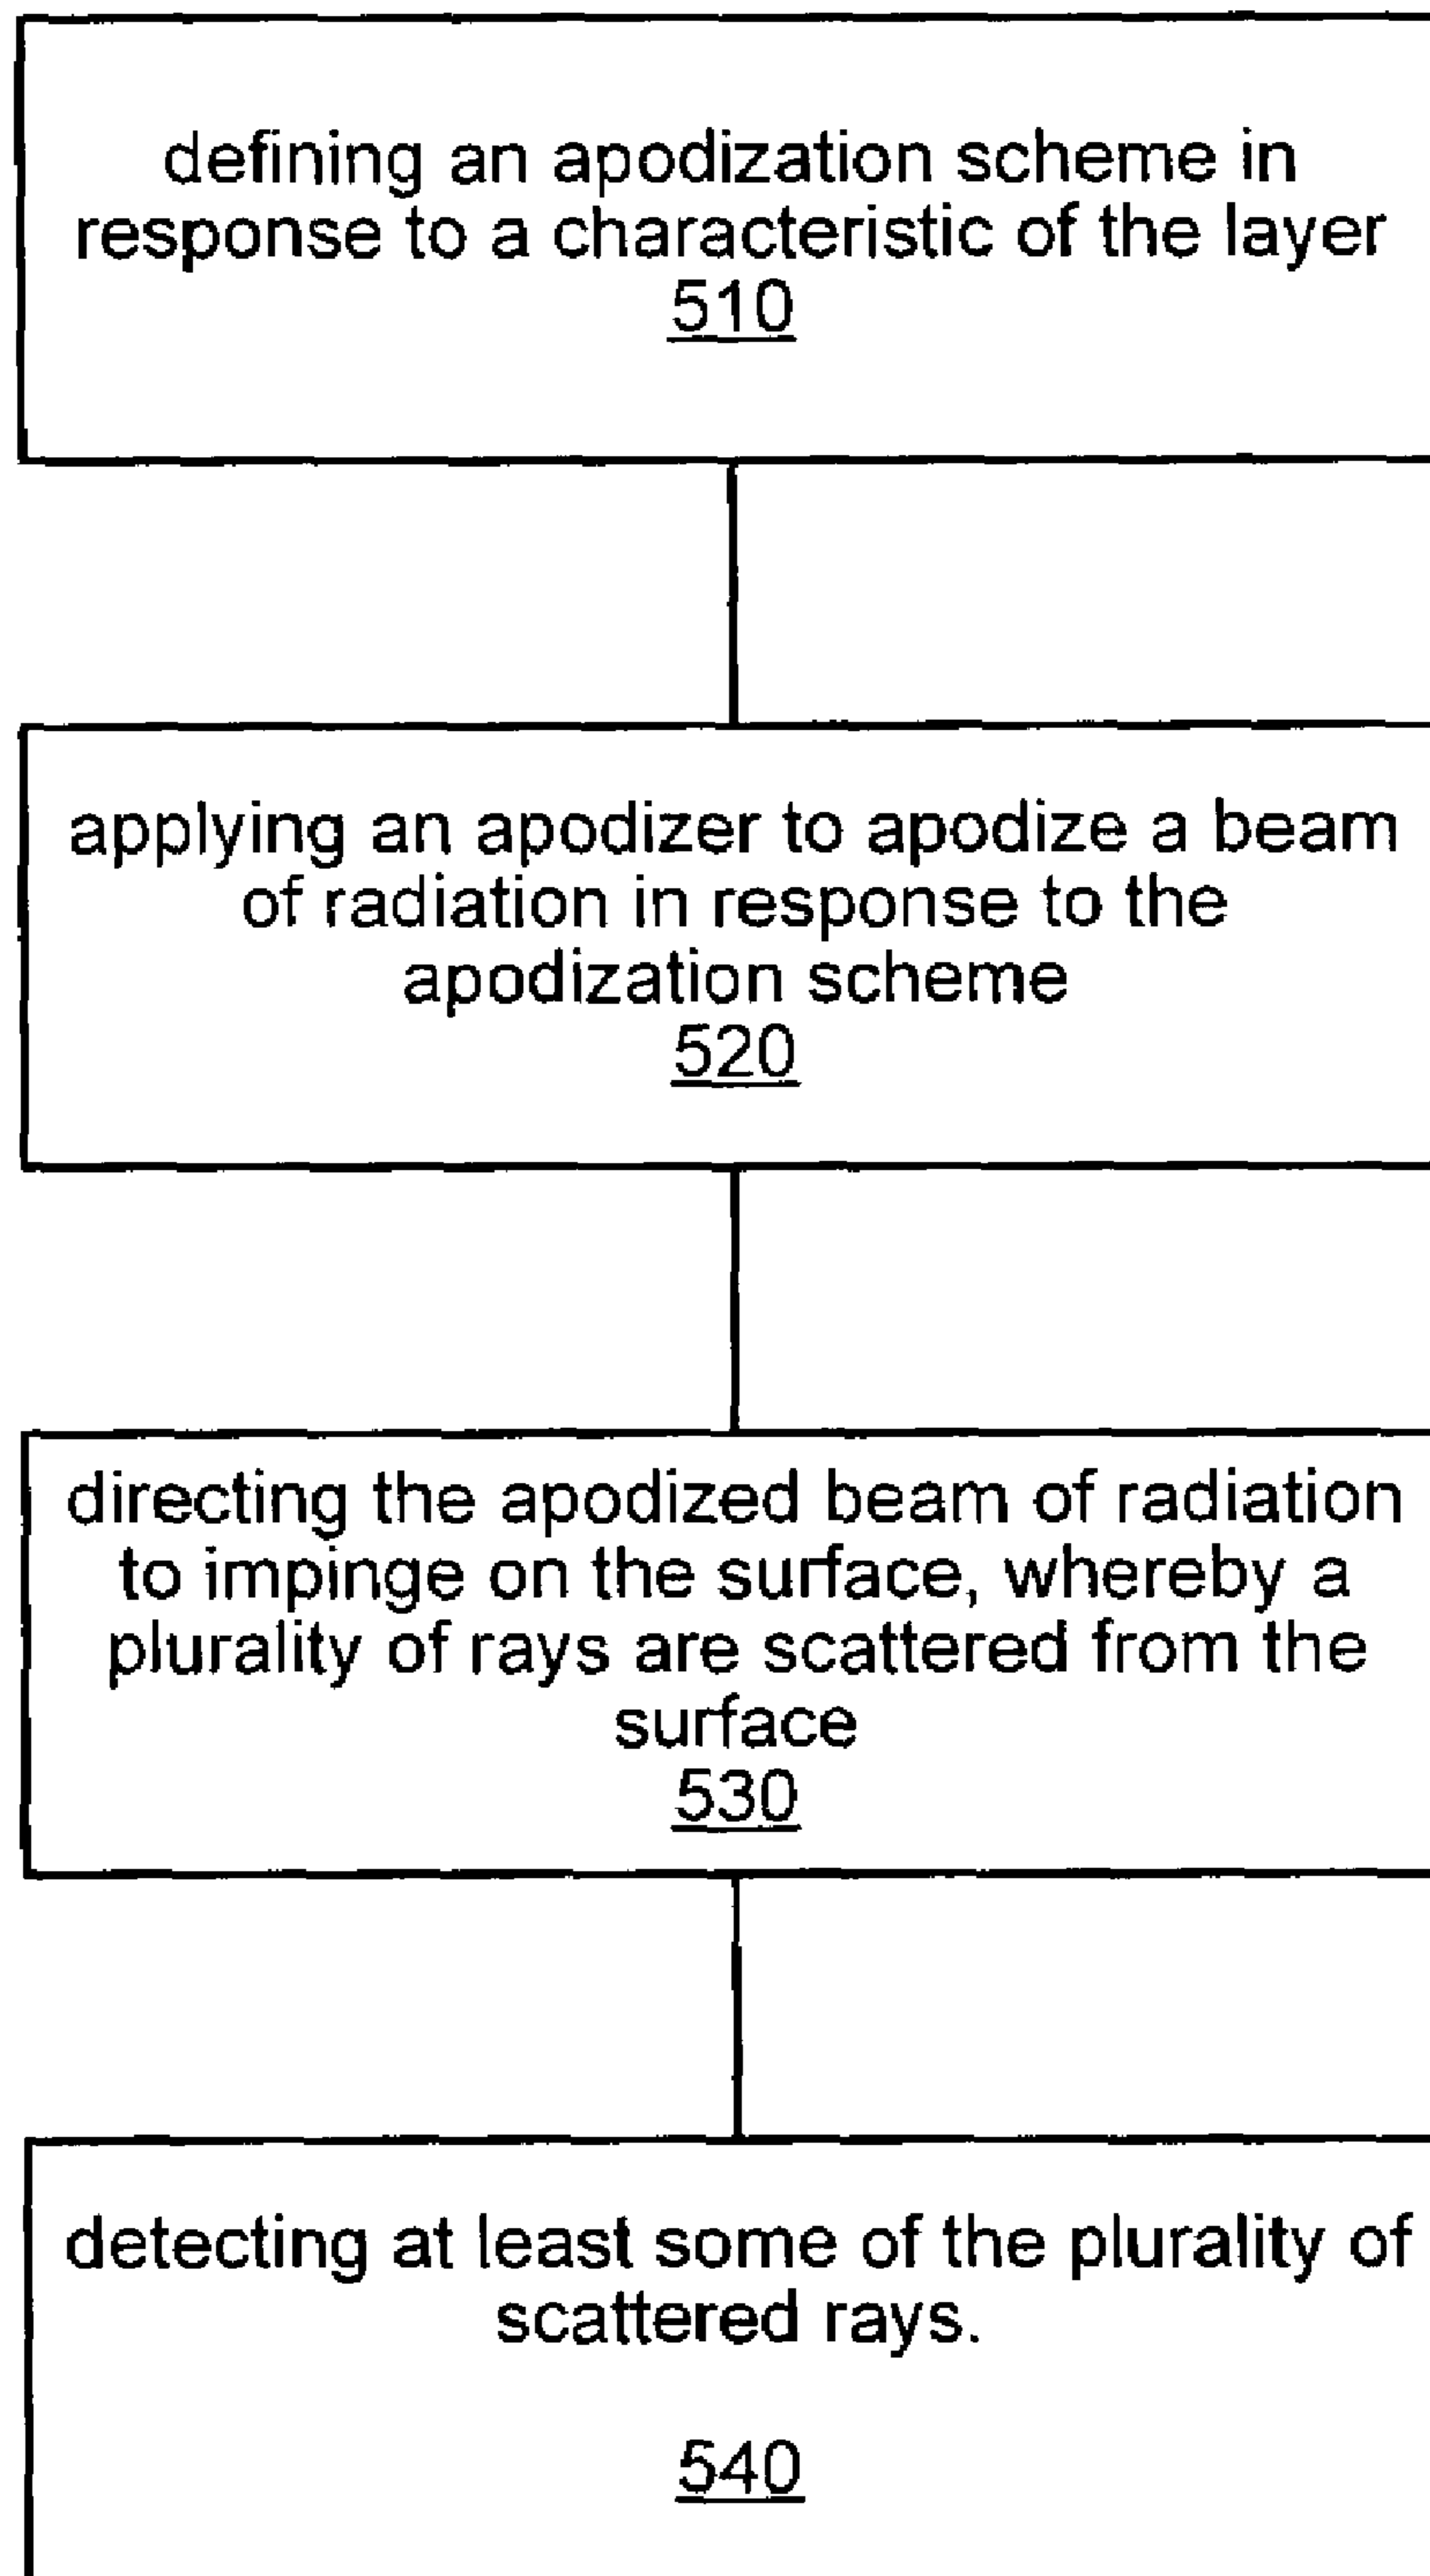 defining an apodization scheme in
response to a characteristic of the layer
510
applying an apodizer to apodize a beam
of radiation in response to the
apodization scheme
520
directing the apodized beam of radiation
to impinge on the surface, whereby a
plurality of rays are scattered from the
surface
530
detecting at least some of the plurality of
scattered rays.
540